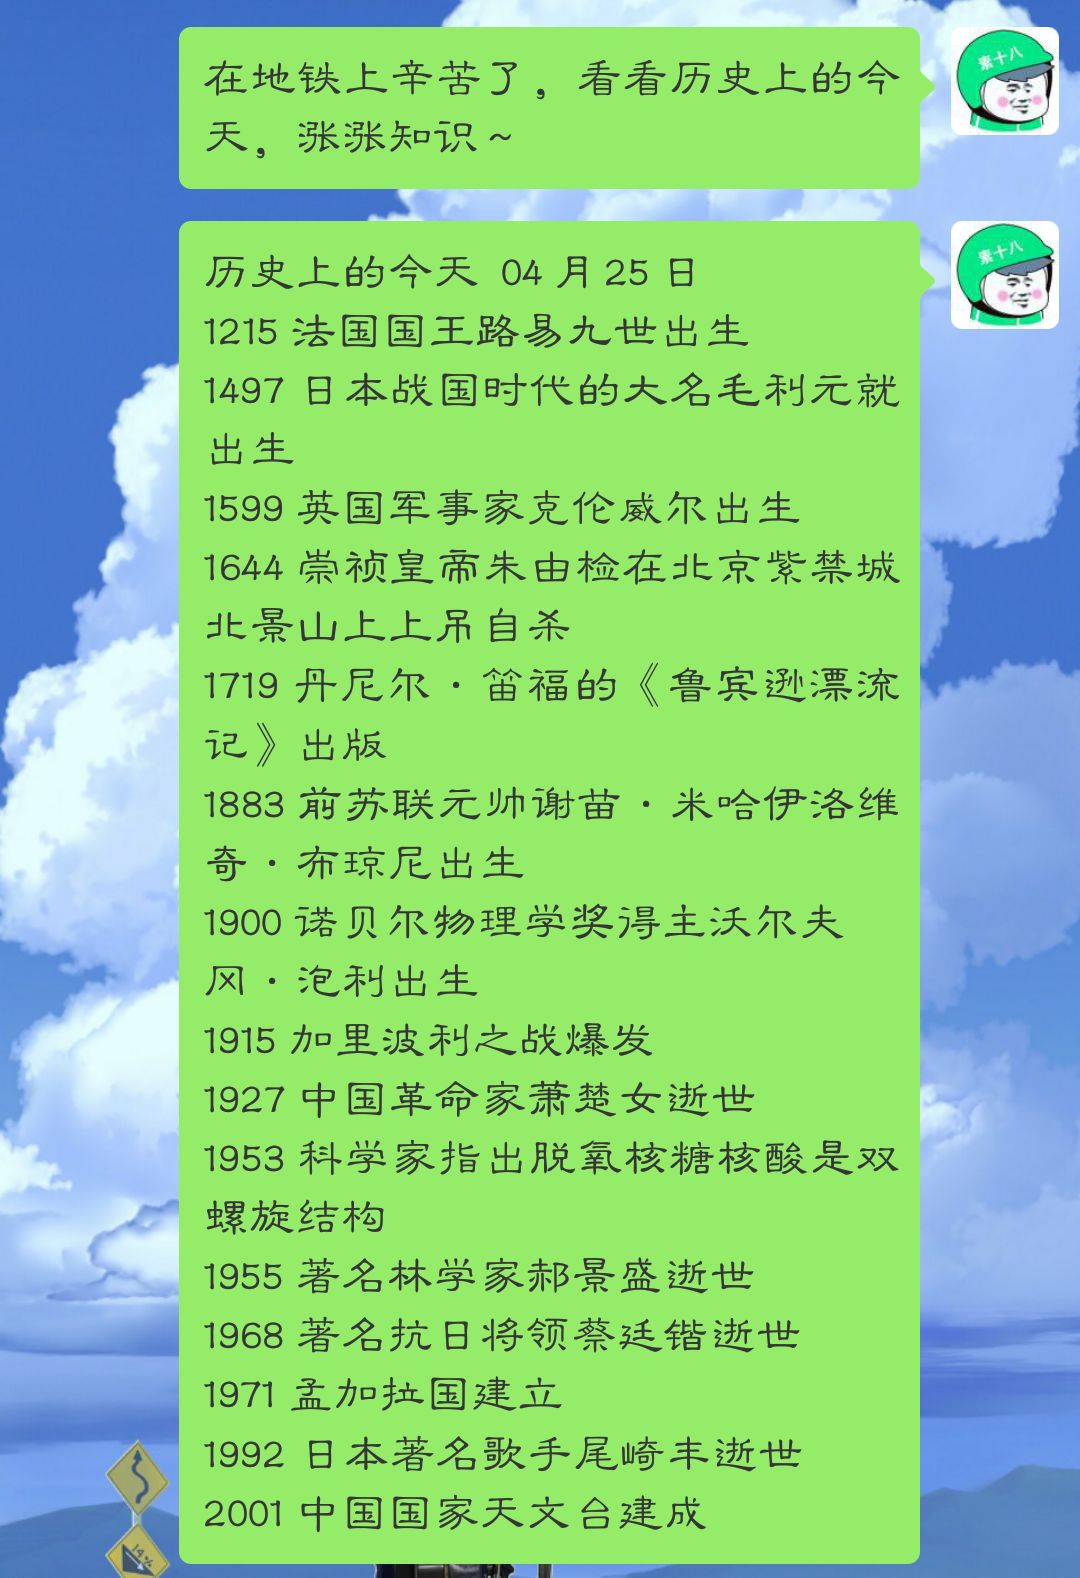 在地铁上辛苦了，看看历史上的今
天，涨涨知识～
素十八
历史上的今天 04 月 25 日
素十八
1215 法国国王路易九世出生
1497 日本战国时代的大名毛利元就
出生
1599 英国军事家克伦威尔出生
1644 崇祯皇帝朱由检在北京紫禁城
北景山上上吊自杀
1719 丹尼尔·笛福的《鲁宾逊漂流
记》出版
1883 前苏联元帅谢苗·米哈伊洛维
奇·布琼尼出生
1900 诺贝尔物理学奖得主沃尔夫
风·泡利出生
1915 加里波利之战爆发
1927 中国革命家萧楚女逝世
1953 科学家指出脱氧核糖核酸是双
螺旋结构
1955 著名林学家郝景盛逝世
1968 著名抗日将领蔡廷锴逝世
1971 孟加拉国建立
1992 日本著名歌手尾崎丰逝世
2001 中国国家天文台建成
14%